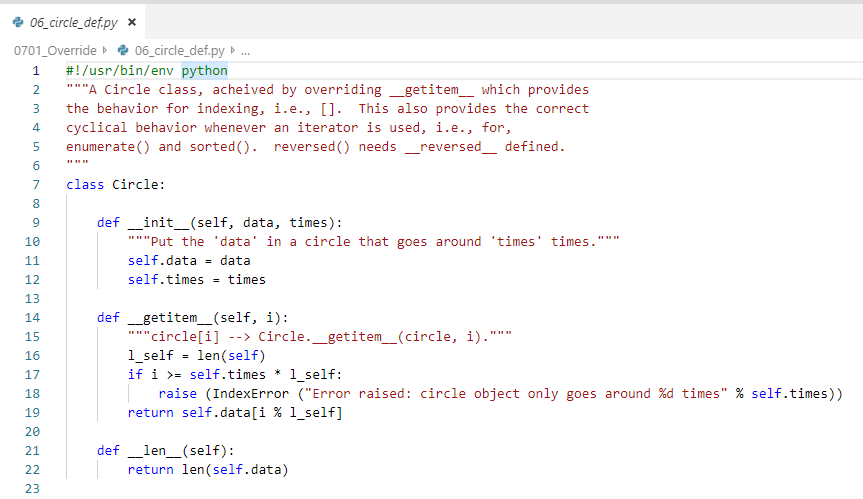 06_circle_def.py ×
0701_Override › 06_circle_def.py › ...
1 #!/usr/bin/env python
2 """A Circle class, acheived by overriding __getitem__ which provides
3 the behavior for indexing, i.e., [].  This also provides the correct
4 cyclical behavior whenever an iterator is used, i.e., for,
5 enumerate() and sorted().  reversed() needs __reversed__ defined.
6 """
7 class Circle:
8
9     def __init__(self, data, times):
10         """Put the 'data' in a circle that goes around 'times' times."""
11         self.data = data
12         self.times = times
13
14     def __getitem__(self, i):
15         """circle[i] --> Circle.__getitem__(circle, i)."""
16         l_self = len(self)
17         if i >= self.times * l_self:
18             raise (IndexError ("Error raised: circle object only goes around %d times" % self.times))
19         return self.data[i % l_self]
20
21     def __len__(self):
22         return len(self.data)
23